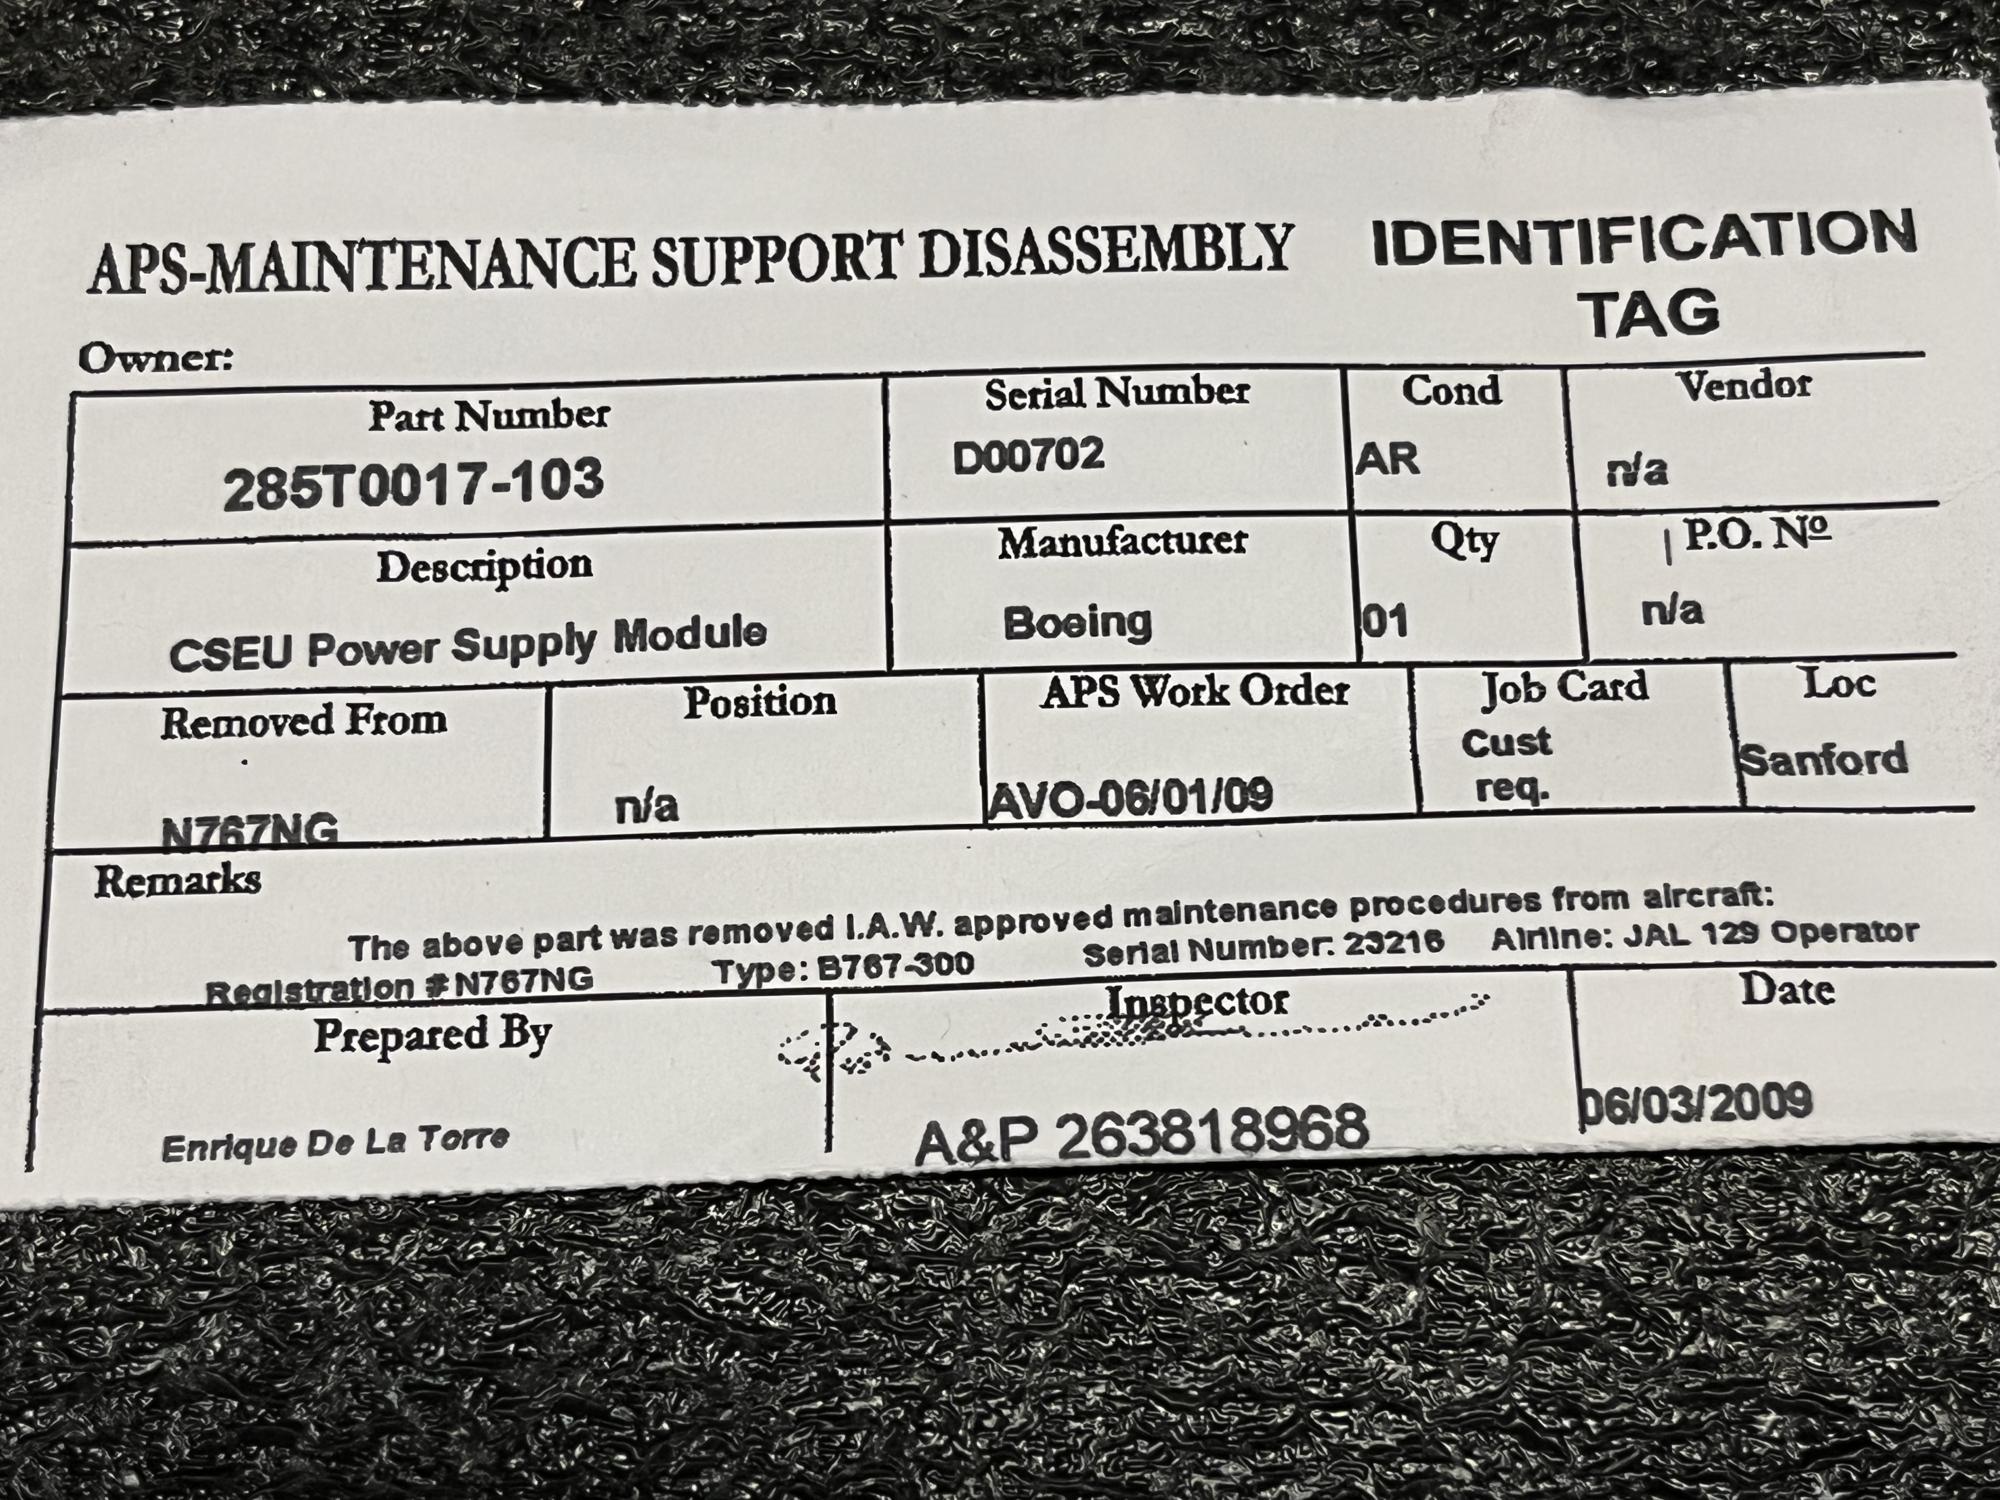 APS-MAINTENANCE SUPPORT DISASSEMBLY IDENTIFICATION
TAG
Owner:
Part Number Serial Number Cond Vendor
285T0017-103 D00702 AR n/a
Description Manufacturer Qty P.O. Nº
CSEU Power Supply Module Boeing 01 n/a
Removed From Position APS Work Order Job Card Loc
N767NG n/a AVO-06/01/09 Cust req. Sanford
Remarks
The above part was removed I.A.W. approved maintenance procedures from aircraft:
Registration # N767NG Type: B767-300 Serial Number: 23216 Airline: JAL 129 Operator
Prepared By Inspector Date
Enrique De La Torre A&P 263818968 06/03/2009